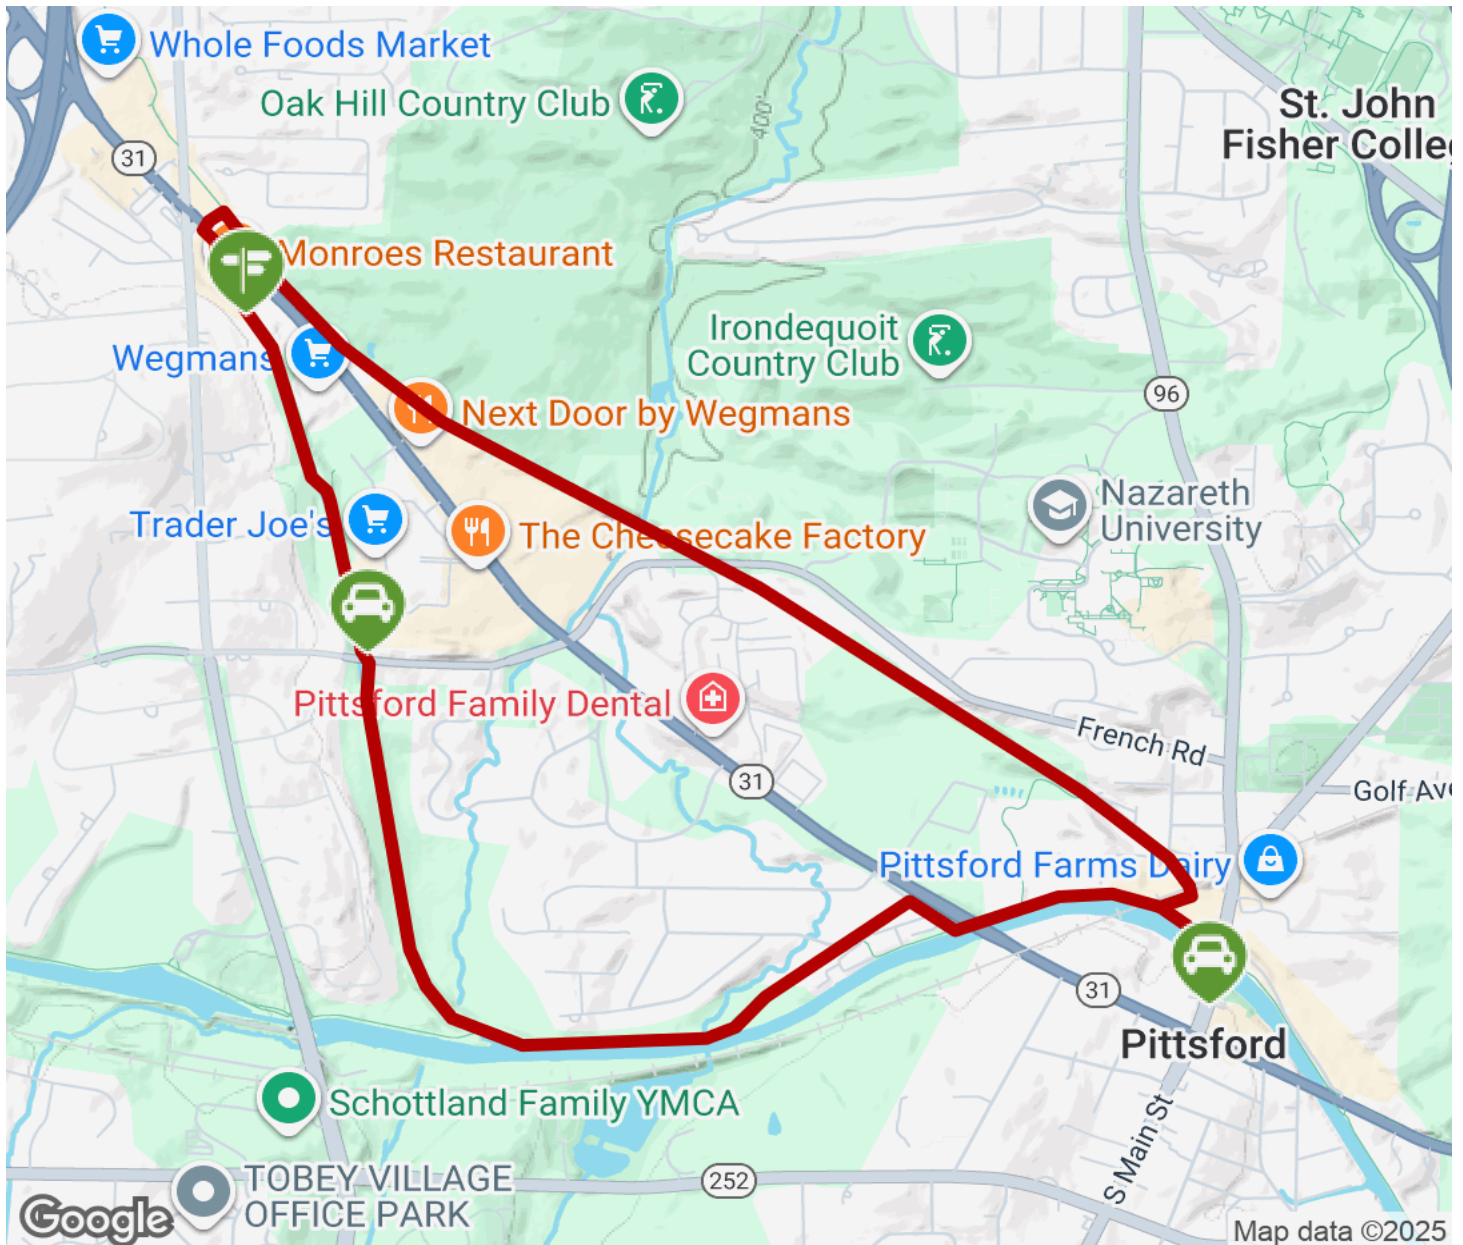 Whole Foods Market
Oak Hill Country Club
400'
St. John
Fisher Colle
31
Monroes Restaurant
Irondequoit
Country Club
Wegmans
96
Next Door by Wegmans
Nazareth
University
Trader Joe's
The Cheesecake Factory
Pittsford Family Dental
French Rd
31
Golf Ave
Pittsford Farms Dairy
31
Pittsford
Schottland Family YMCA
S Main St
TOBEY VILLAGE
OFFICE PARK
252
Google
Map data ©2025